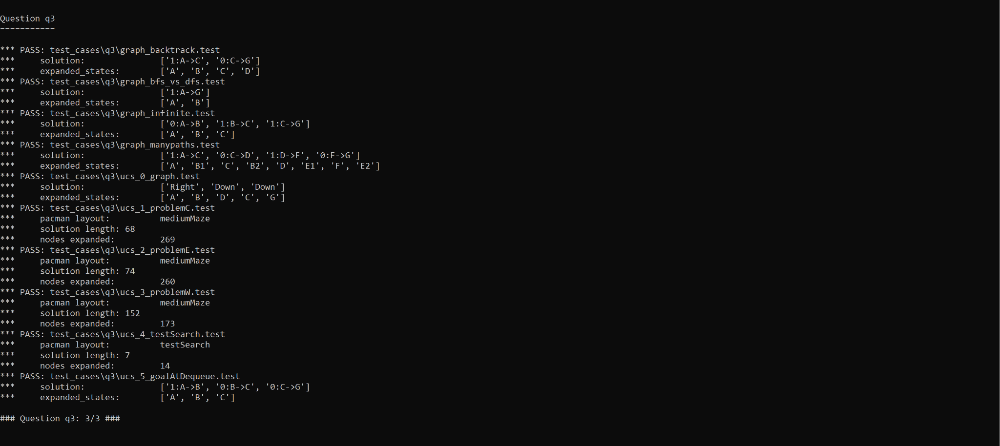 Question q3
===========
*** PASS: test_cases\q3\graph_backtrack.test
***     solution:               ['1:A->C', '0:C->G']
***     expanded_states:        ['A', 'B', 'C', 'D']
*** PASS: test_cases\q3\graph_bfs_vs_dfs.test
***     solution:               ['1:A->G']
***     expanded_states:        ['A', 'B']
*** PASS: test_cases\q3\graph_infinite.test
***     solution:               ['0:A->B', '1:B->C', '1:C->G']
***     expanded_states:        ['A', 'B', 'C']
*** PASS: test_cases\q3\graph_manypaths.test
***     solution:               ['1:A->C', '0:C->D', '1:D->F', '0:F->G']
***     expanded_states:        ['A', 'B1', 'C', 'B2', 'D', 'E1', 'F', 'E2']
*** PASS: test_cases\q3\ucs_0_graph.test
***     solution:               ['Right', 'Down', 'Down']
***     expanded_states:        ['A', 'B', 'D', 'C', 'G']
*** PASS: test_cases\q3\ucs_1_problemC.test
***     pacman layout:          mediumMaze
***     solution length: 68
***     nodes expanded:         269
*** PASS: test_cases\q3\ucs_2_problemE.test
***     pacman layout:          mediumMaze
***     solution length: 74
***     nodes expanded:         260
*** PASS: test_cases\q3\ucs_3_problemW.test
***     pacman layout:          mediumMaze
***     solution length: 152
***     nodes expanded:         173
*** PASS: test_cases\q3\ucs_4_testSearch.test
***     pacman layout:          testSearch
***     solution length: 7
***     nodes expanded:         14
*** PASS: test_cases\q3\ucs_5_goalAtDequeue.test
***     solution:               ['1:A->B', '0:B->C', '0:C->G']
***     expanded_states:        ['A', 'B', 'C']
### Question q3: 3/3 ###